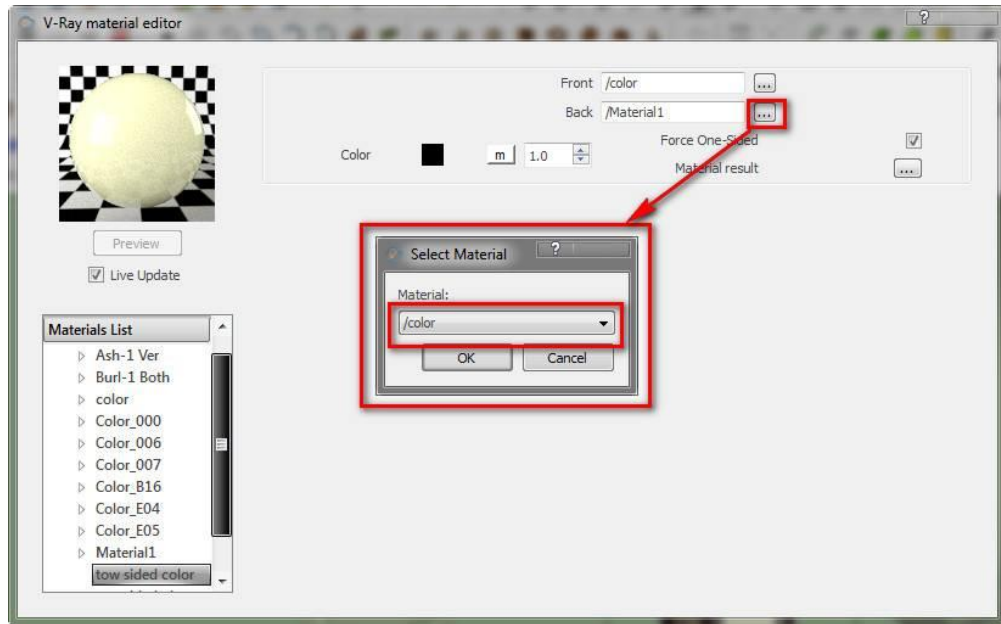 V-Ray material editor
?
Front /color ...
Back /Material1 ...
Color m 1.0 Force One-Sided
Material result ...
Preview
Live Update
Select Material ?
Material:
/color
OK Cancel
Materials List
Ash-1 Ver
Burl-1 Both
color
Color_000
Color_006
Color_007
Color_B16
Color_E04
Color_E05
Material1
tow sided color